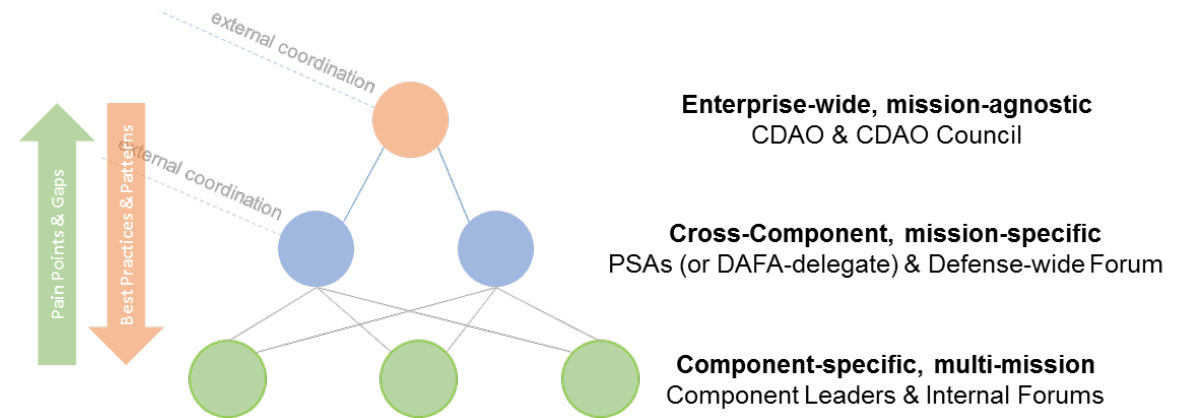 external coordination
Enterprise-wide, mission-agnostic
CDAO & CDAO Council
Pain Points & Gaps
Best Practices & Patterns
external coordination
Cross-Component, mission-specific
PSAs (or DAFA-delegate) & Defense-wide Forum
Component-specific, multi-mission
Component Leaders & Internal Forums